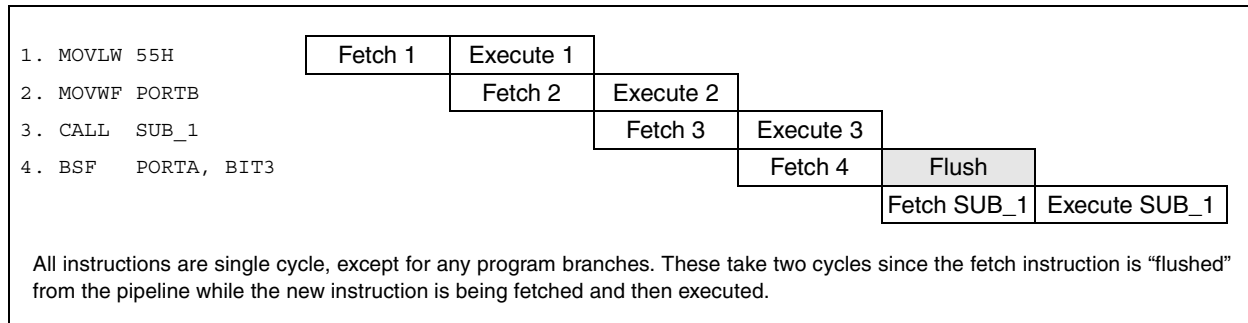 1. MOVLW 55H Fetch 1 Execute 1
2. MOVWF PORTB Fetch 2 Execute 2
3. CALL SUB_1 Fetch 3 Execute 3
4. BSF PORTA, BIT3 Fetch 4 Flush
Fetch SUB_1 Execute SUB_1
All instructions are single cycle, except for any program branches. These take two cycles since the fetch instruction is “flushed”
from the pipeline while the new instruction is being fetched and then executed.